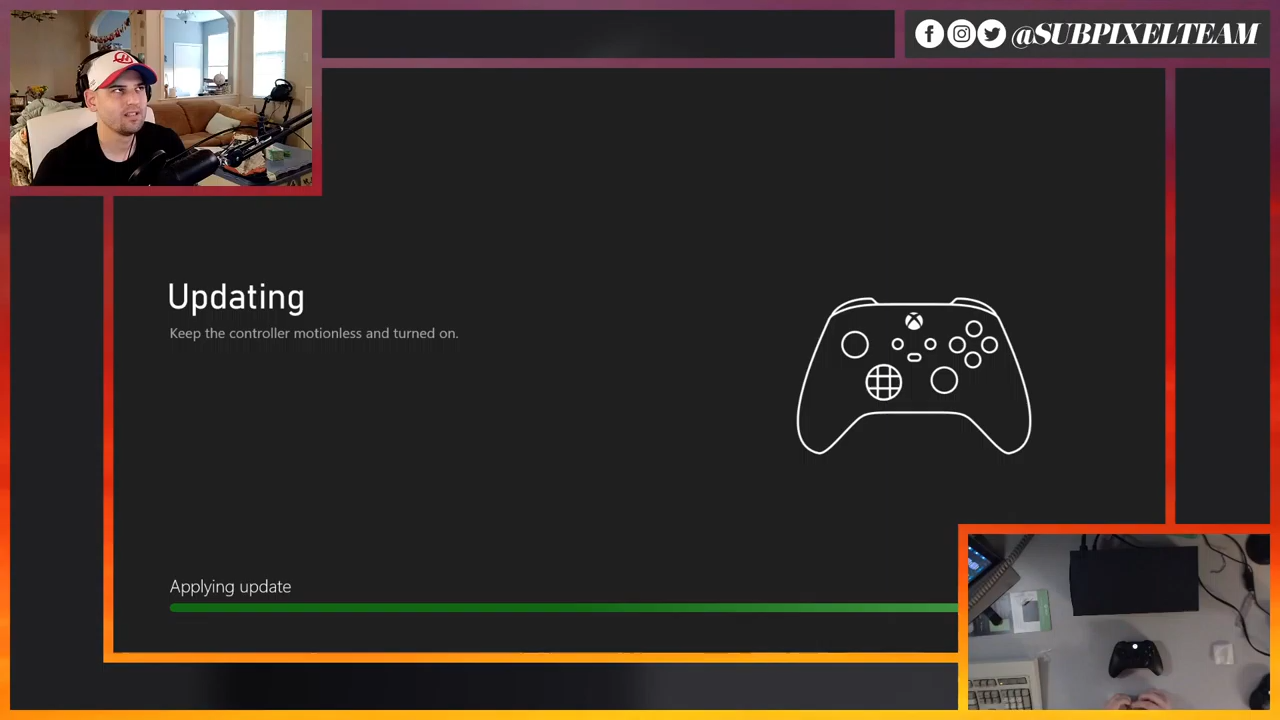 @SUBPIXELTEAM
Updating
Keep the controller motionless and turned on.
Applying update